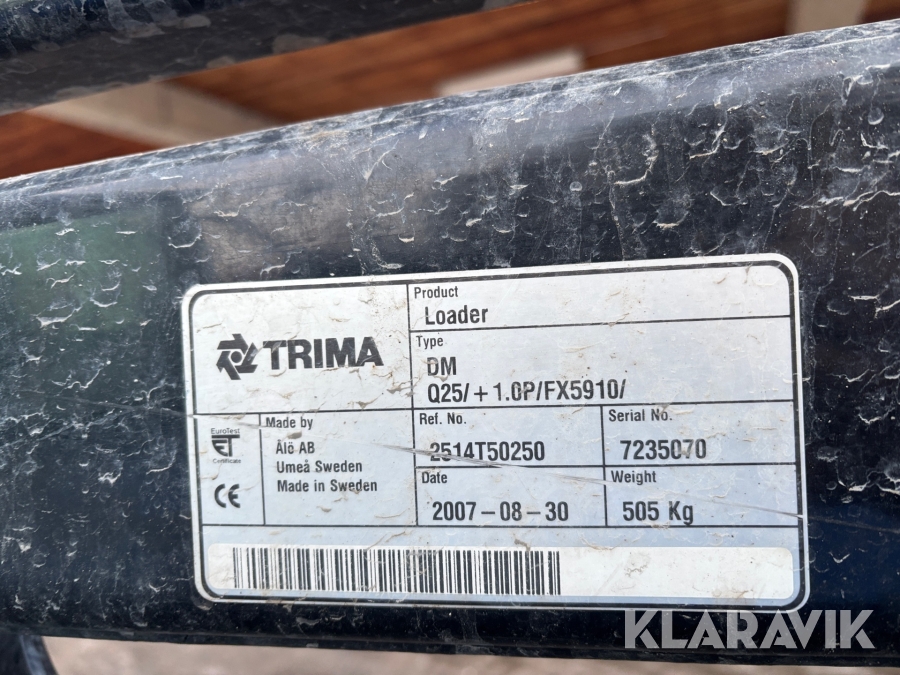 TRIMA
Product
Loader
Type
DM
Q25/+1.0P/FX5910/
EuroTest
ET
Certificate
CE
Made by
Ålö AB
Umeå Sweden
Made in Sweden
Ref. No.
2514T50250
Serial No.
7235070
Date
2007-08-30
Weight
505 Kg
KLARAVIK